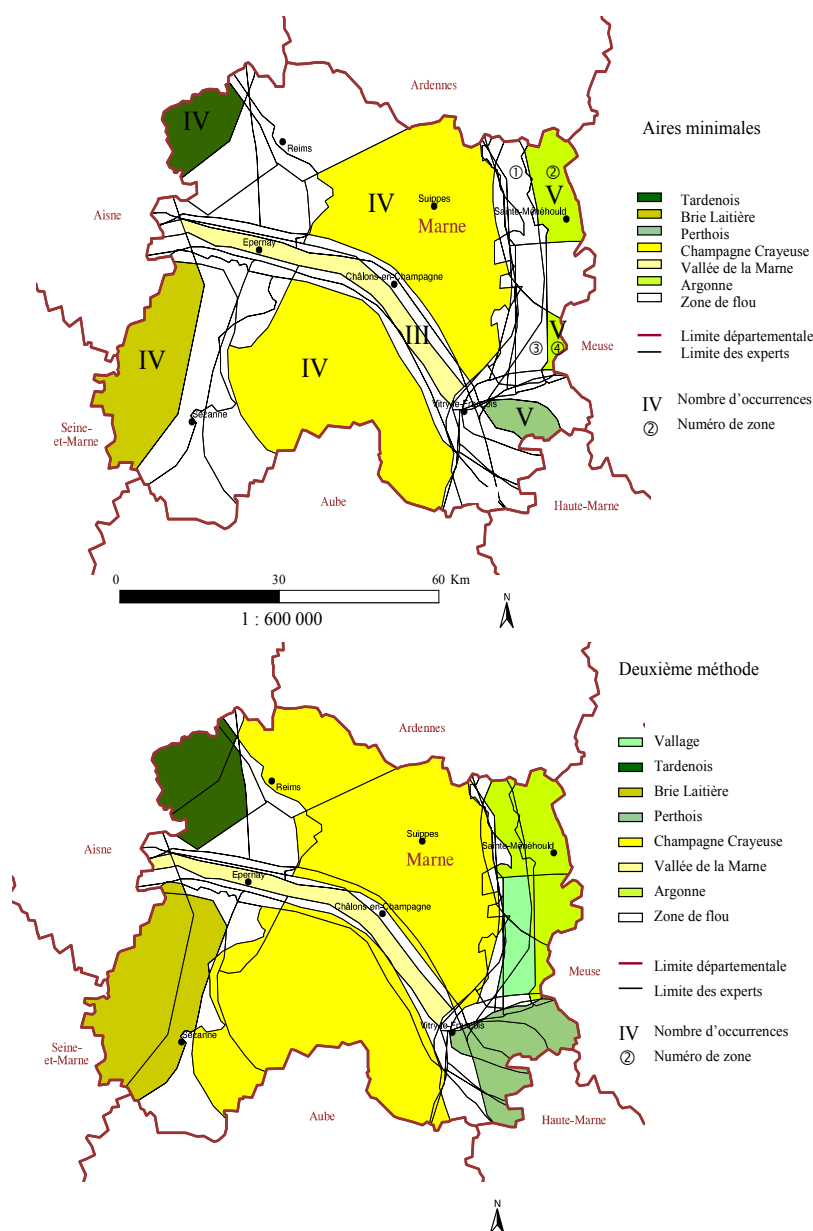 Ardennes
Aires minimales
IV
Reims
①
②
V
Tardenois
Brie Laitière
Perthois
Champagne Crayeuse
Vallée de la Marne
Argonne
Zone de flou
Limite départementale
Limite des experts
IV Nombre d’occurrences
② Numéro de zone
Aisne
IV
Suippes
Marne
Sainte-Ménéhould
Epernay
Châlons-en-Champagne
III
V
③
④
Meuse
IV
IV
Vitry-le-François
V
Sézanne
Seine-
et-Marne
Aube
Haute-Marne
0 30 60 Km
1 : 600 000
N
Deuxième méthode
Ardennes
Vallage
Tardenois
Brie Laitière
Perthois
Champagne Crayeuse
Vallée de la Marne
Argonne
Zone de flou
Limite départementale
Limite des experts
IV Nombre d’occurrences
② Numéro de zone
Reims
Suippes
Marne
Sainte-Ménéhould
Aisne
Epernay
Châlons-en-Champagne
Meuse
Vitry-le-François
Sézanne
Seine-
et-Marne
Aube
Haute-Marne
N